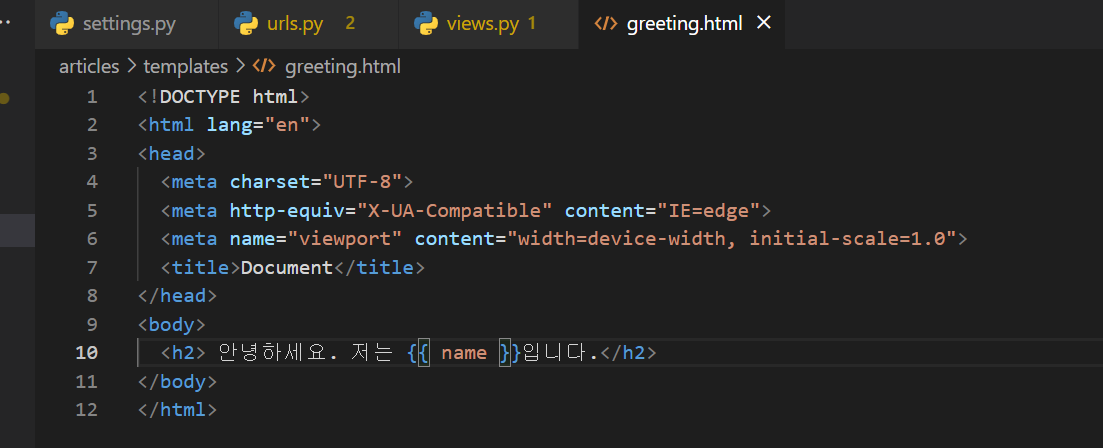 settings.py urls.py 2 views.py 1 greeting.html
articles > templates > greeting.html
1 <!DOCTYPE html>
2 <html lang="en">
3 <head>
4 <meta charset="UTF-8">
5 <meta http-equiv="X-UA-Compatible" content="IE=edge">
6 <meta name="viewport" content="width=device-width, initial-scale=1.0">
7 <title>Document</title>
8 </head>
9 <body>
10 <h2> 안녕하세요. 저는 {{ name }}입니다.</h2>
11 </body>
12 </html>